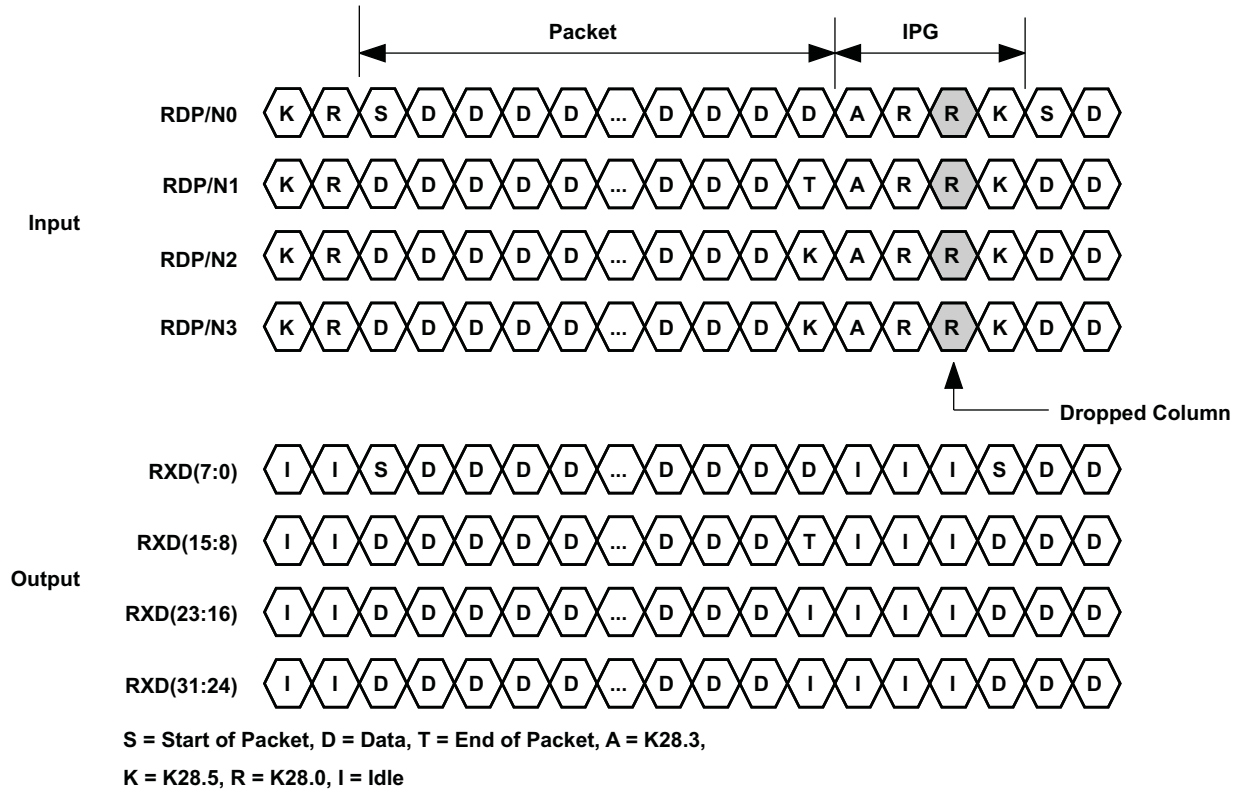 Packet IPG
RDP/N0 K R S D D D D ... D D D D A R R K S D
RDP/N1 K R D D D D D ... D D D T A R R K D D
Input
RDP/N2 K R D D D D D ... D D D K A R R K D D
RDP/N3 K R D D D D D ... D D D K A R R K D D
Dropped Column
RXD(7:0) I I S D D D D ... D D D D I I I S D D
RXD(15:8) I I D D D D D ... D D D T I I I D D D
Output
RXD(23:16) I I D D D D D ... D D D I I I I D D D
RXD(31:24) I I D D D D D ... D D D I I I I D D D
S = Start of Packet, D = Data, T = End of Packet, A = K28.3,
K = K28.5, R = K28.0, I = Idle